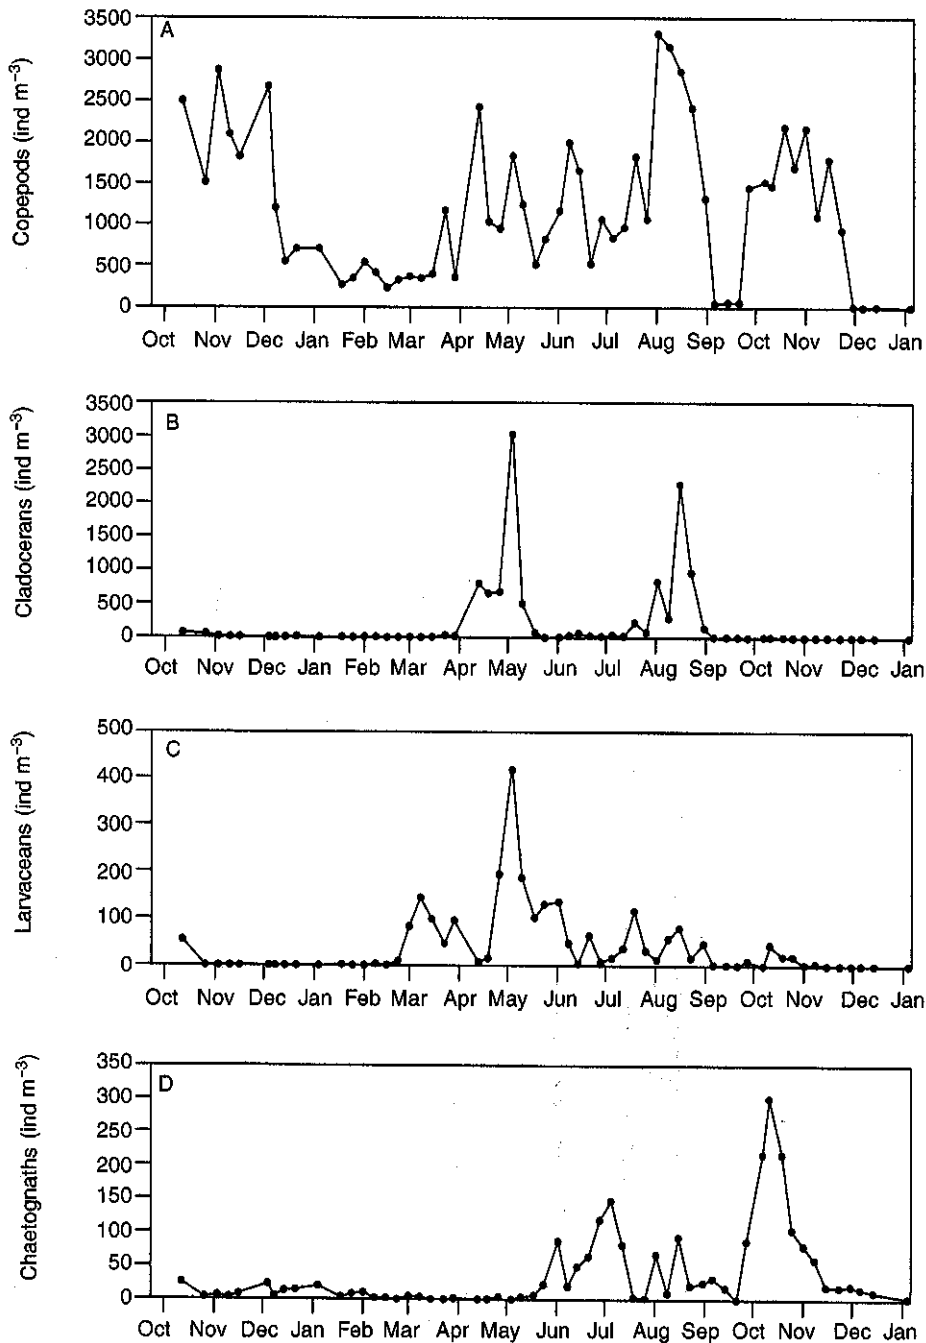 A
Copepods (ind m⁻³)
3500
3000
2500
2000
1500
1000
500
0
Oct Nov Dec Jan Feb Mar Apr May Jun Jul Aug Sep Oct Nov Dec Jan
B
Cladocerans (ind m⁻³)
3500
3000
2500
2000
1500
1000
500
0
Oct Nov Dec Jan Feb Mar Apr May Jun Jul Aug Sep Oct Nov Dec Jan
C
Larvaceans (ind m⁻³)
500
400
300
200
100
0
Oct Nov Dec Jan Feb Mar Apr May Jun Jul Aug Sep Oct Nov Dec Jan
D
Chaetognaths (ind m⁻³)
350
300
250
200
150
100
50
0
Oct Nov Dec Jan Feb Mar Apr May Jun Jul Aug Sep Oct Nov Dec Jan